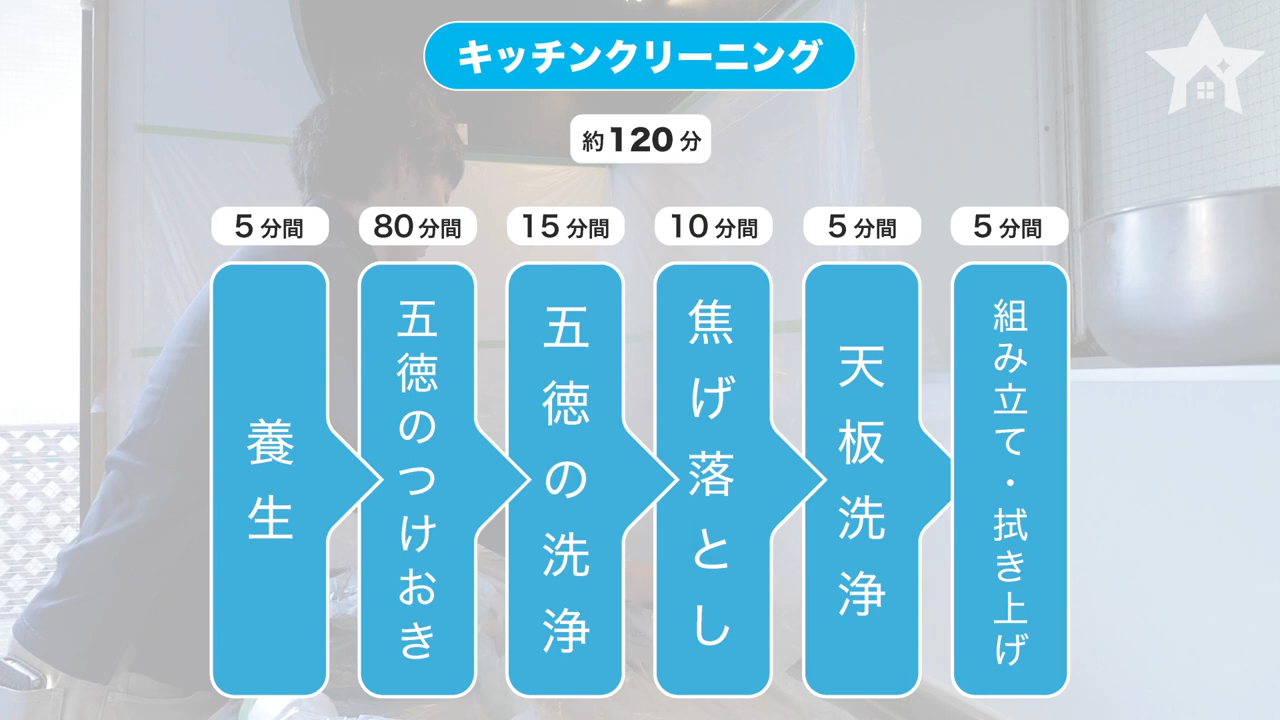 キッチンクリーニング
約120分
5分間
養生
80分間
五徳のつけおき
15分間
五徳の洗浄
10分間
焦げ落とし
5分間
天板洗浄
5分間
組み立て・拭き上げ